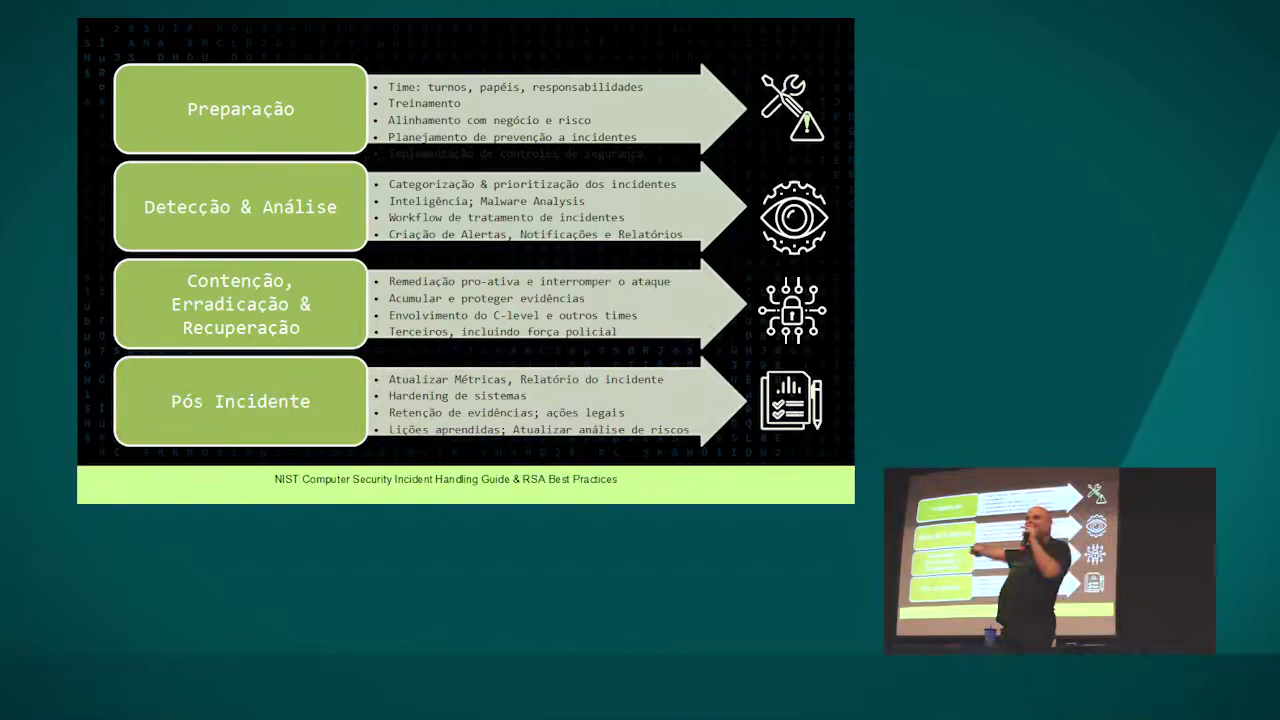 Preparação
• Time: turnos, papéis, responsabilidades
• Treinamento
• Alinhamento com negócio e risco
• Planejamento de prevenção a incidentes
• Implementação de controles de segurança
Detecção & Análise
• Categorização & prioritização dos incidentes
• Inteligência; Malware Analysis
• Workflow de tratamento de incidentes
• Criação de Alertas, Notificações e Relatórios
Contenção,
Erradicação &
Recuperação
• Remediação pro-ativa e interromper o ataque
• Acumular e proteger evidências
• Envolvimento do C-level e outros times
• Terceiros, incluindo força policial
Pós Incidente
• Atualizar Métricas, Relatório do incidente
• Hardening de sistemas
• Retenção de evidências; ações legais
• Lições aprendidas; Atualizar análise de riscos
NIST Computer Security Incident Handling Guide & RSA Best Practices